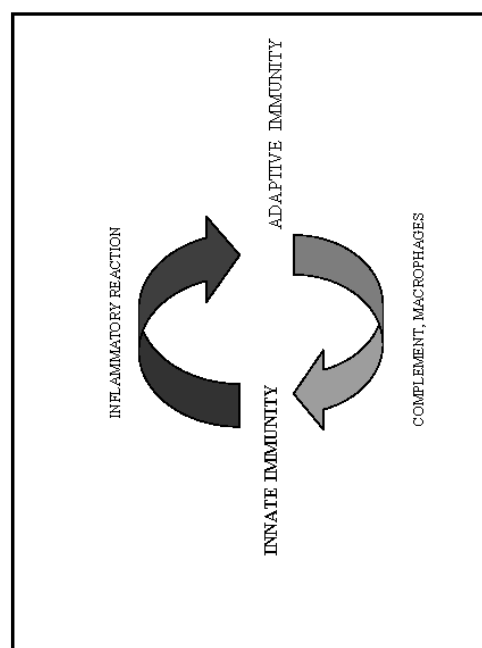 INFLAMMATORY REACTION
INNATE IMMUNITY
ADAPTIVE IMMUNITY
COMPLEMENT, MACROPHAGES